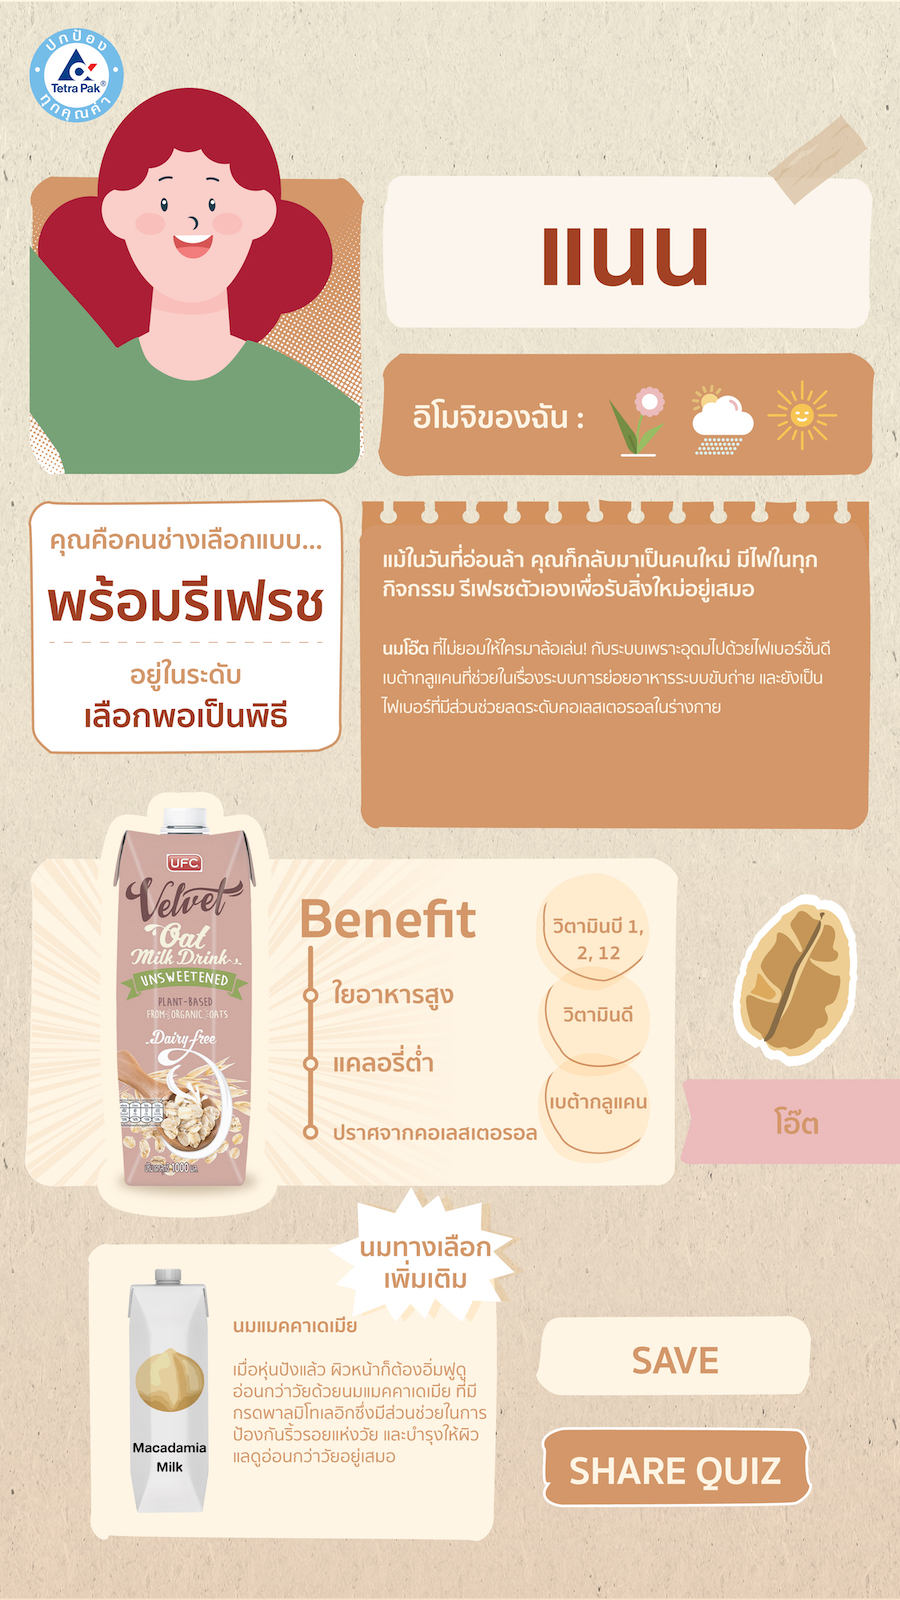 ปกป้อง
Tetra Pak®
ทุกคุณค่า
แนน
อิโมจิของฉัน :
คุณคือคนช่างเลือกแบบ...
พร้อมรีเฟรช
อยู่ในระดับ
เลือกพอเป็นพิธี
แม้ในวันที่อ่อนล้า คุณก็กลับมาเป็นคนใหม่ มีไฟในทุก
กิจกรรม รีเฟรชตัวเองเพื่อรับสิ่งใหม่อยู่เสมอ
นมโอ๊ต ที่ไม่ยอมให้ใครมาล้อเล่น! กับระบบเพราะอุดมไปด้วยไฟเบอร์ชั้นดี
เบต้ากลูแคนที่ช่วยในเรื่องระบบการย่อยอาหารระบบขับถ่าย และยังเป็น
ไฟเบอร์ที่มีส่วนช่วยลดระดับคอเลสเตอรอลในร่างกาย
UFC
Velvet
Oat
Milk Drink
UNSWEETENED
PLANT-BASED
FROM ORGANIC OATS
Dairy free
1000
Benefit
ใยอาหารสูง
แคลอรี่ต่ำ
ปราศจากคอเลสเตอรอล
วิตามินบี 1,
2, 12
วิตามินดี
เบต้ากลูแคน
โอ๊ต
นมทางเลือก
เพิ่มเติม
นมแมคคาเดเมีย
เมื่อหุ่นปังแล้ว ผิวหน้าก็ต้องอิ่มฟูดู
อ่อนกว่าวัยด้วยนมแมคคาเดเมีย ที่มี
กรดพาลมิโทเลอิกซึ่งมีส่วนช่วยในการ
ป้องกันริ้วรอยแห่งวัย และบำรุงให้ผิว
แลดูอ่อนกว่าวัยอยู่เสมอ
Macadamia
Milk
SAVE
SHARE QUIZ